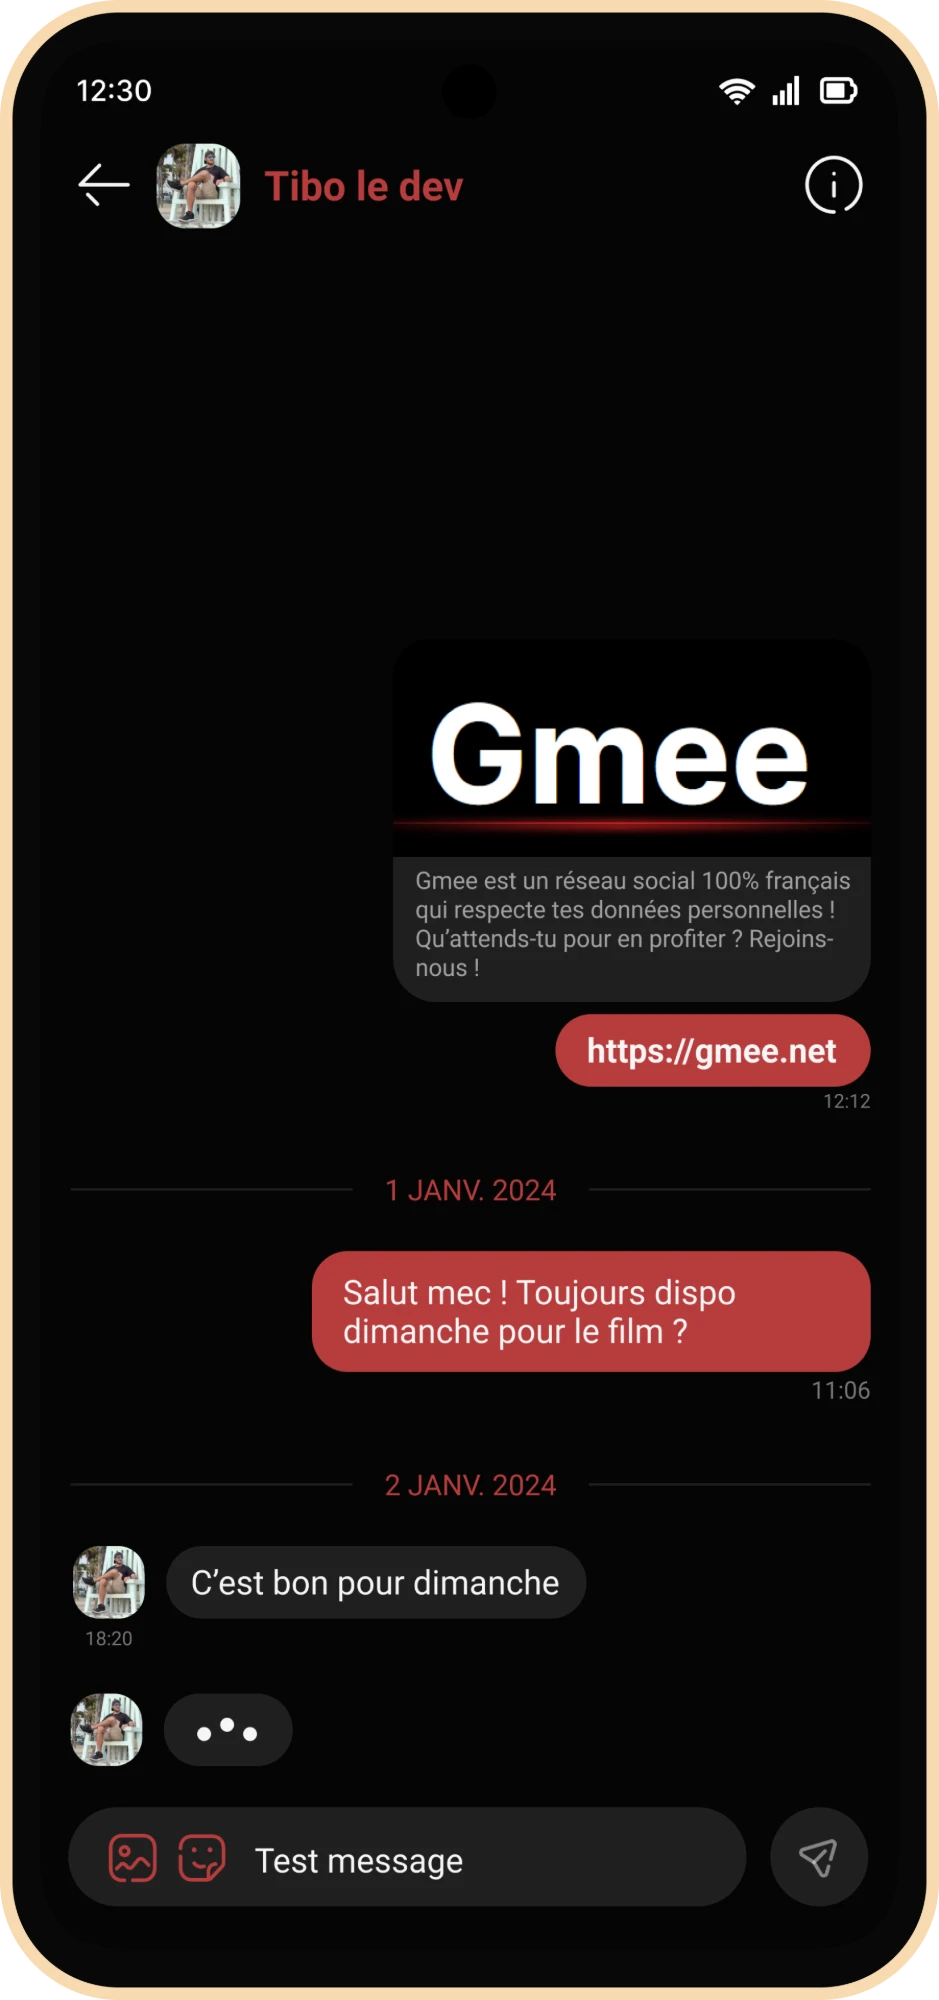 12:30
Tibo le dev
Gmee
Gmee est un réseau social 100% français
qui respecte tes données personnelles !
Qu’attends-tu pour en profiter ? Rejoins-
nous !
https://gmee.net
12:12
1 JANV. 2024
Salut mec ! Toujours dispo
dimanche pour le film ?
11:06
2 JANV. 2024
C’est bon pour dimanche
18:20
Test message